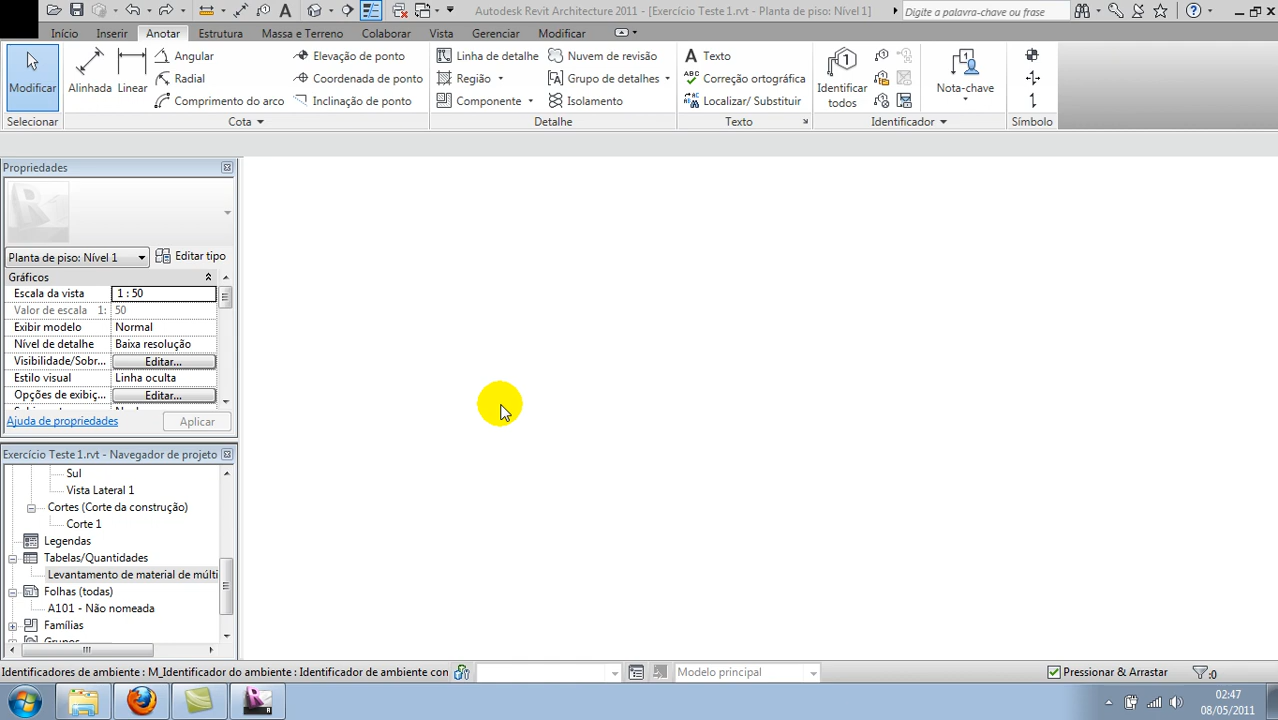 Autodesk Revit Architecture 2011 - [Exercício Teste 1.rvt - Planta de piso: Nível 1]
Digite a palavra-chave ou frase
Início Inserir Anotar Estrutura Massa e Terreno Colaborar Vista Gerenciar Modificar
Modificar
Selecionar
Alinhada
Linear
Angular
Radial
Comprimento do arco
Elevação de ponto
Coordenada de ponto
Inclinação de ponto
Cota
Linha de detalhe
Região
Componente
Nuvem de revisão
Grupo de detalhes
Isolamento
Detalhe
Texto
Correção ortográfica
Localizar/ Substituir
Texto
Identificar
todos
Identificador
Nota-chave
Símbolo
Propriedades
Planta de piso: Nível 1
Editar tipo
Gráficos
Escala da vista 1 : 50
Valor de escala 1: 50
Exibir modelo Normal
Nível de detalhe Baixa resolução
Visibilidade/Sobr... Editar...
Estilo visual Linha oculta
Opções de exibiç... Editar...
Ajuda de propriedades
Aplicar
Exercício Teste 1.rvt - Navegador de projeto
Sul
Vista Lateral 1
Cortes (Corte da construção)
Corte 1
Legendas
Tabelas/Quantidades
Levantamento de material de múlti
Folhas (todas)
A101 - Não nomeada
Famílias
Grupos
Identificadores de ambiente : M_Identificador do ambiente : Identificador de ambiente con
Modelo principal
Pressionar & Arrastar
:0
02:47
08/05/2011